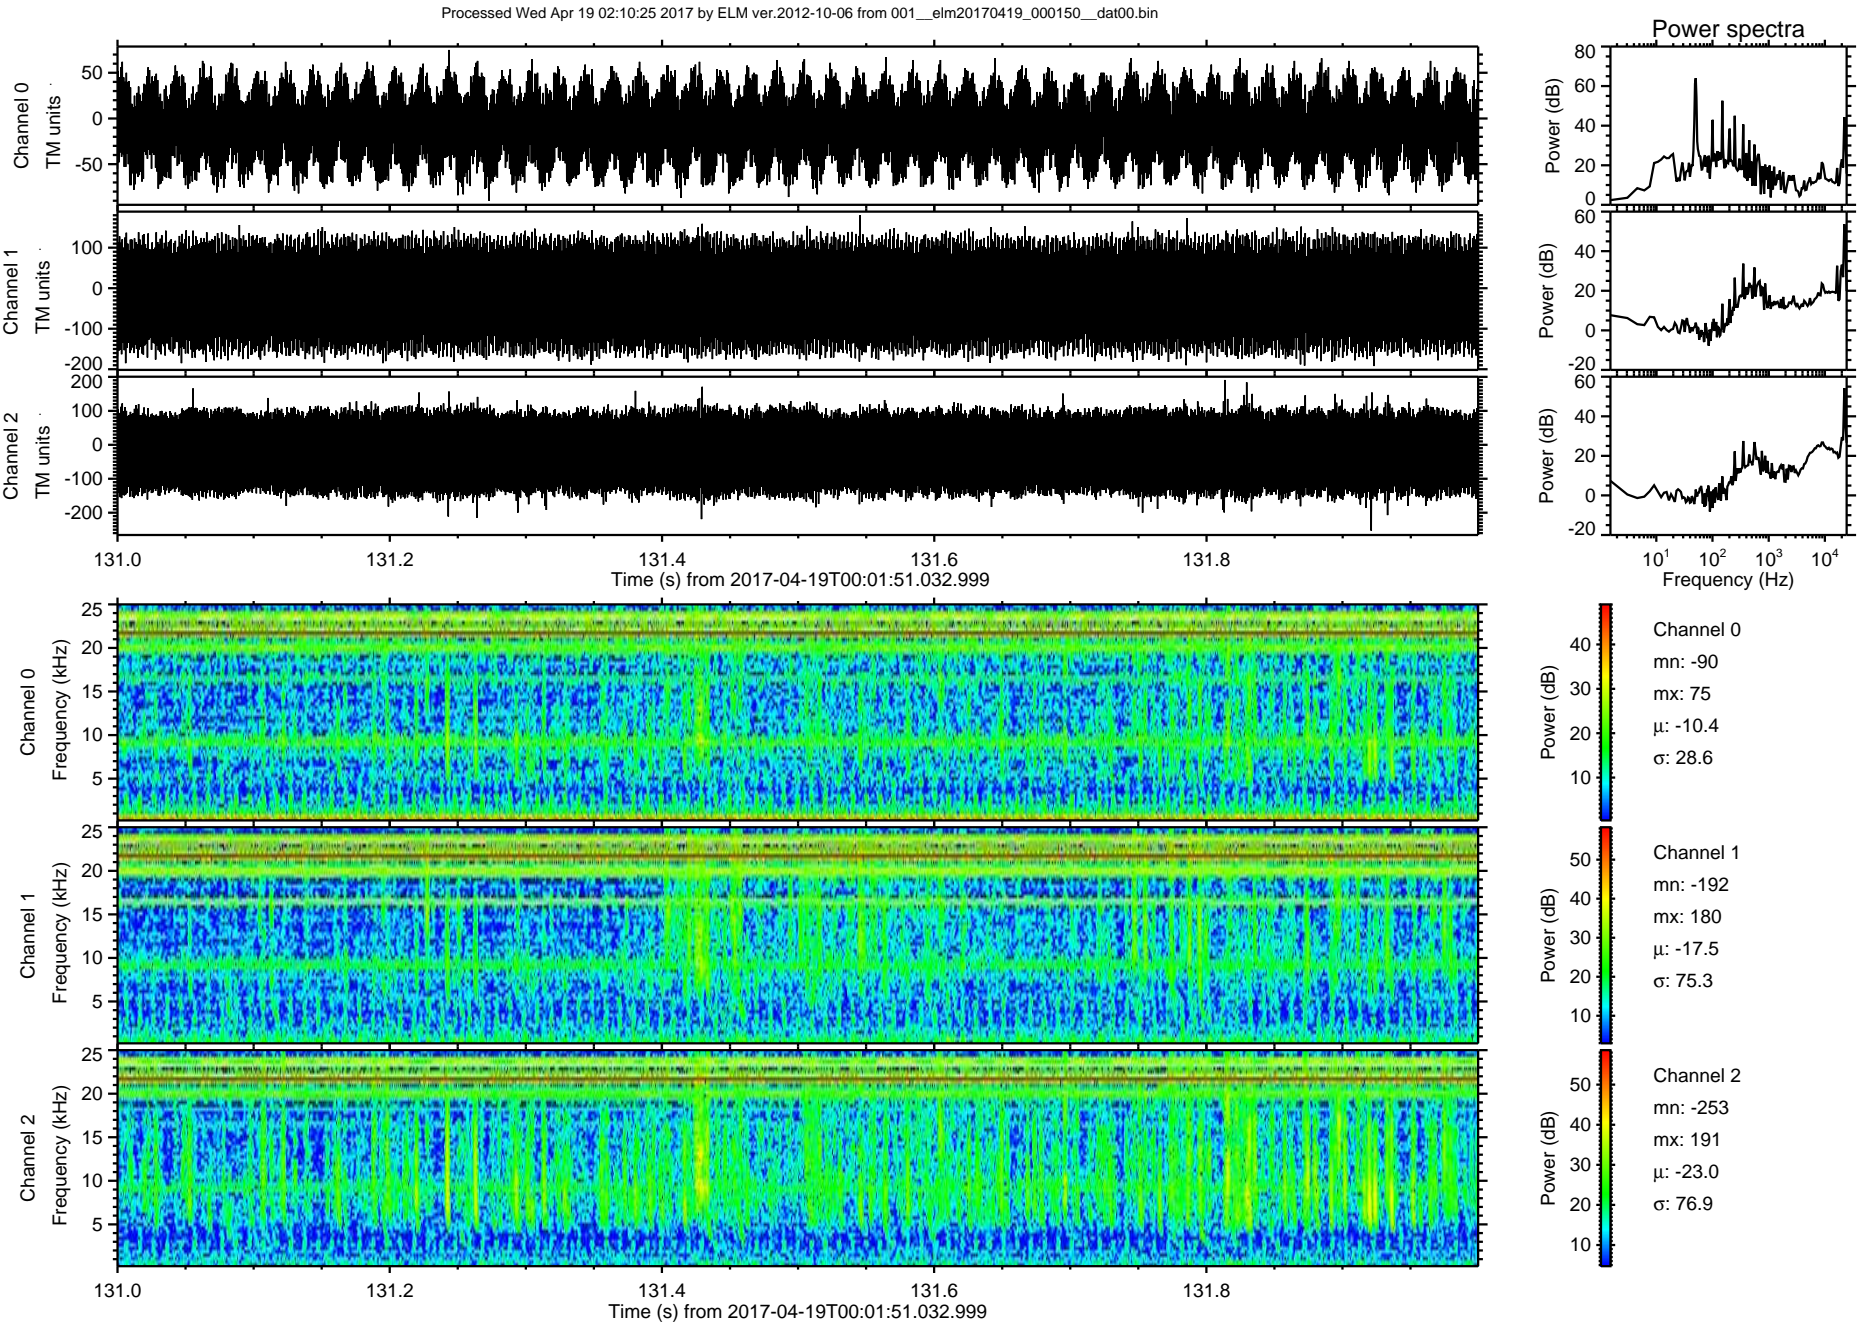 Processed Wed Apr 19 02:10:25 2017 by ELM ver.2012-10-06 from 001__elm20170419_000150__dat00.bin
Power spectra
Channel 0
TM units
50
0
-50
Power (dB)
80
60
40
20
0
Channel 1
TM units
100
0
-100
-200
Power (dB)
60
40
20
0
-20
Channel 2
TM units
200
100
0
-100
-200
Power (dB)
60
40
20
0
-20
131.0 131.2 131.4 131.6 131.8
Time (s) from 2017-04-19T00:01:51.032.999
10¹ 10² 10³ 10⁴
Frequency (Hz)
Channel 0
Frequency (kHz)
25
20
15
10
5
Power (dB)
40
30
20
10
Channel 0
mn: -90
mx: 75
μ: -10.4
σ: 28.6
Channel 1
Frequency (kHz)
25
20
15
10
5
Power (dB)
50
40
30
20
10
Channel 1
mn: -192
mx: 180
μ: -17.5
σ: 75.3
Channel 2
Frequency (kHz)
25
20
15
10
5
Power (dB)
50
40
30
20
10
Channel 2
mn: -253
mx: 191
μ: -23.0
σ: 76.9
131.0 131.2 131.4 131.6 131.8
Time (s) from 2017-04-19T00:01:51.032.999